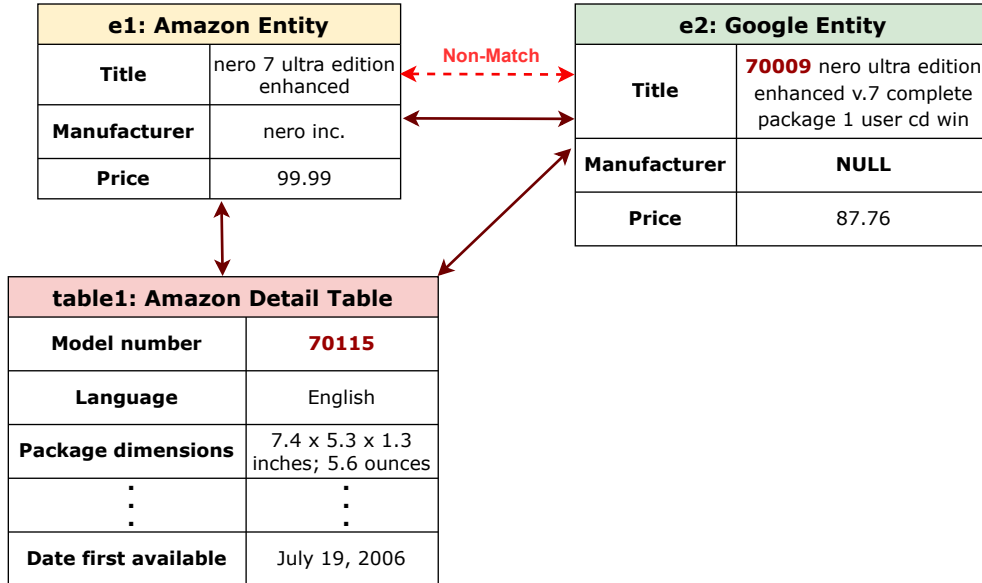 e1: Amazon Entity
Title
nero 7 ultra edition
enhanced
Manufacturer
nero inc.
Price
99.99
Non-Match
e2: Google Entity
Title
70009 nero ultra edition
enhanced v.7 complete
package 1 user cd win
Manufacturer
NULL
Price
87.76
table1: Amazon Detail Table
Model number
70115
Language
English
Package dimensions
7.4 x 5.3 x 1.3
inches; 5.6 ounces
Date first available
July 19, 2006